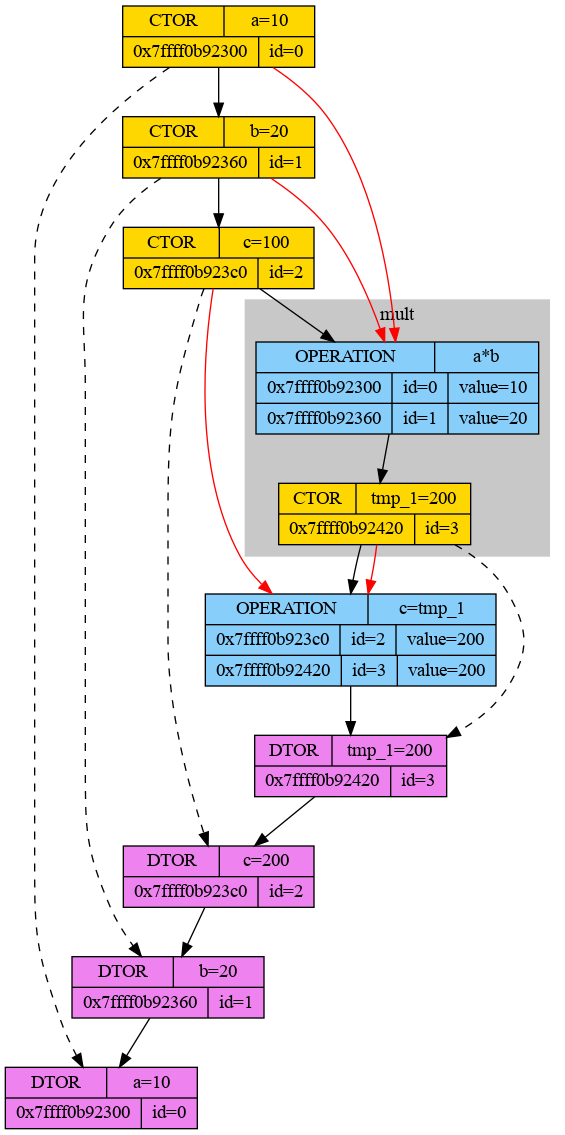 CTOR a=10
0x7ffff0b92300 id=0
CTOR b=20
0x7ffff0b92360 id=1
CTOR c=100
0x7ffff0b923c0 id=2
mult
OPERATION a*b
0x7ffff0b92300 id=0 value=10
0x7ffff0b92360 id=1 value=20
CTOR tmp_1=200
0x7ffff0b92420 id=3
OPERATION c=tmp_1
0x7ffff0b923c0 id=2 value=200
0x7ffff0b92420 id=3 value=200
DTOR tmp_1=200
0x7ffff0b92420 id=3
DTOR c=200
0x7ffff0b923c0 id=2
DTOR b=20
0x7ffff0b92360 id=1
DTOR a=10
0x7ffff0b92300 id=0